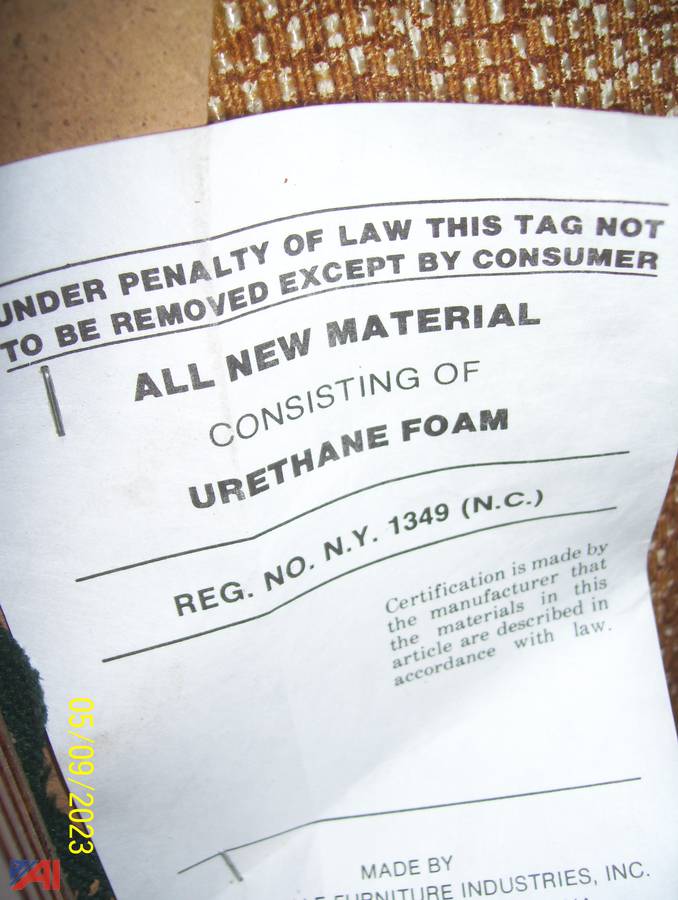 UNDER PENALTY OF LAW THIS TAG NOT
TO BE REMOVED EXCEPT BY CONSUMER
ALL NEW MATERIAL
CONSISTING OF
URETHANE FOAM
REG. NO. N.Y. 1349 (N.C.)
Certification is made by
the manufacturer that
the materials in this
article are described in
accordance with law.
MADE BY
FURNITURE INDUSTRIES, INC.
05/09/2023
AI